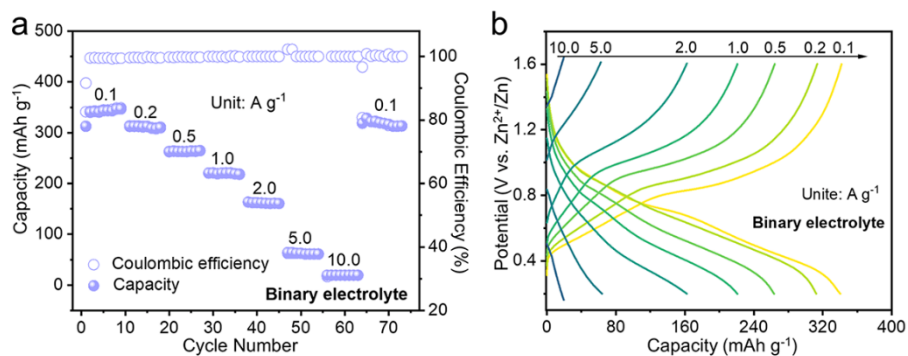 a
500
400
300
200
100
0
Capacity (mAh g⁻¹)
0.1
0.2
Unit: A g⁻¹
0.5
1.0
2.0
5.0
10.0
0.1
Coulombic efficiency
Capacity
Binary electrolyte
100
80
60
40
20
Coulombic Efficiency (%)
0 10 20 30 40 50 60 70
Cycle Number
b
1.6
1.2
0.8
0.4
Potential (V vs. Zn²⁺/Zn)
10.0 5.0 2.0 1.0 0.5 0.2 0.1
Unite: A g⁻¹
Binary electrolyte
0 80 160 240 320 400
Capacity (mAh g⁻¹)